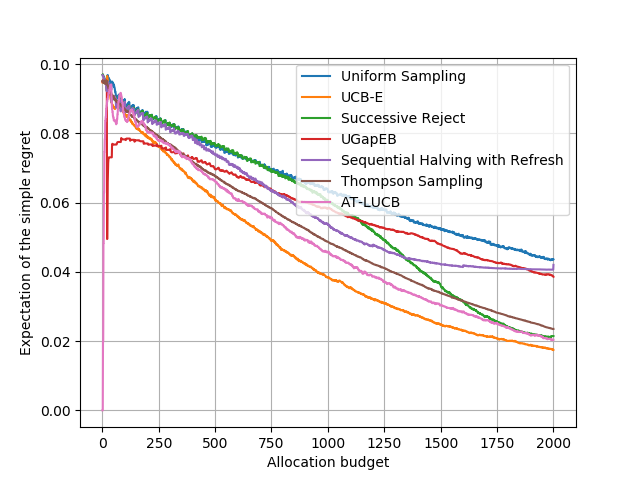 Expectation of the simple regret
0.10
0.08
0.06
0.04
0.02
0.00
Uniform Sampling
UCB-E
Successive Reject
UGapEB
Sequential Halving with Refresh
Thompson Sampling
AT-LUCB
0 250 500 750 1000 1250 1500 1750 2000
Allocation budget